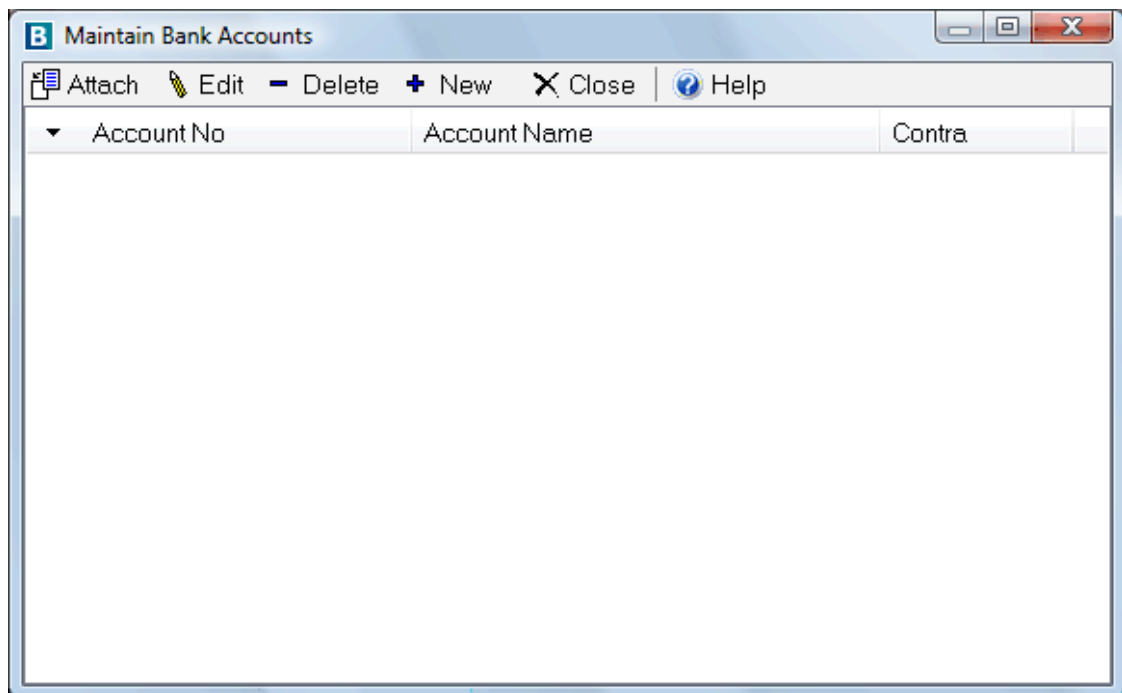 B Maintain Bank Accounts
Attach Edit Delete New Close Help
Account No Account Name Contra